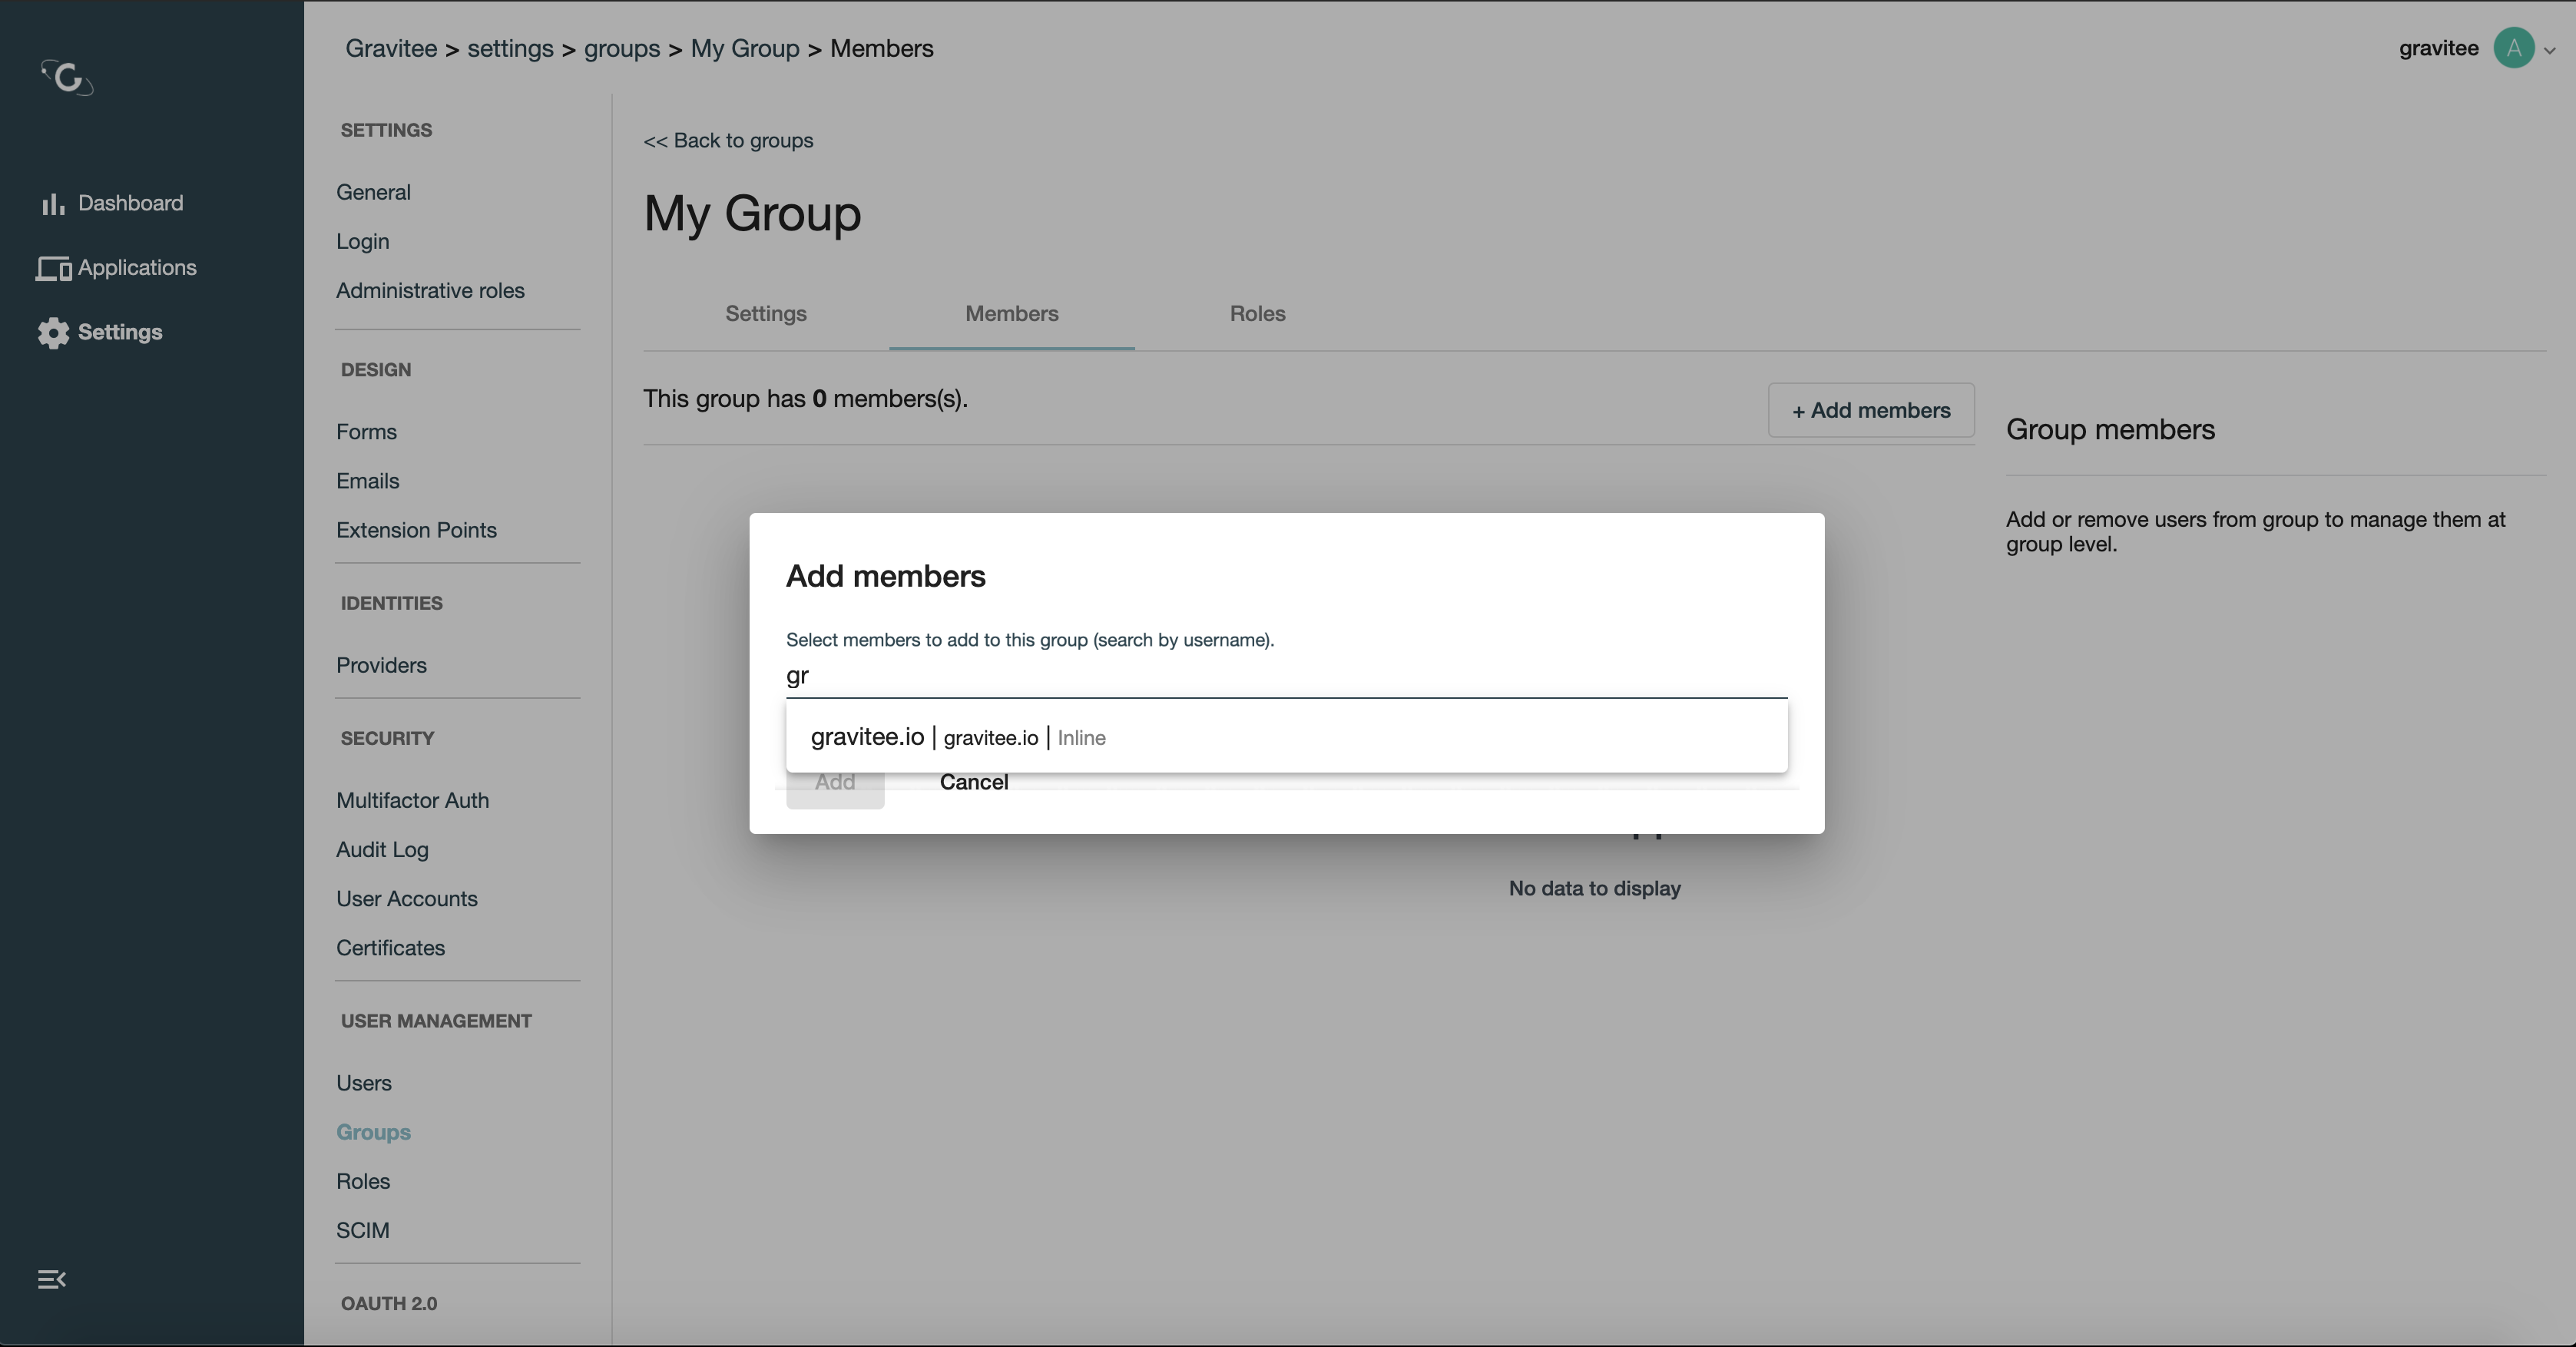 Gravitee > settings > groups > My Group > Members
gravitee
A
Dashboard
Applications
Settings
SETTINGS
General
Login
Administrative roles
DESIGN
Forms
Emails
Extension Points
IDENTITIES
Providers
SECURITY
Multifactor Auth
Audit Log
User Accounts
Certificates
USER MANAGEMENT
Users
Groups
Roles
SCIM
OAUTH 2.0
<< Back to groups
My Group
Settings
Members
Roles
This group has 0 members(s).
+ Add members
Group members
Add or remove users from group to manage them at
group level.
Add members
Select members to add to this group (search by username).
gr
gravitee.io | gravitee.io | Inline
Add
Cancel
No data to display